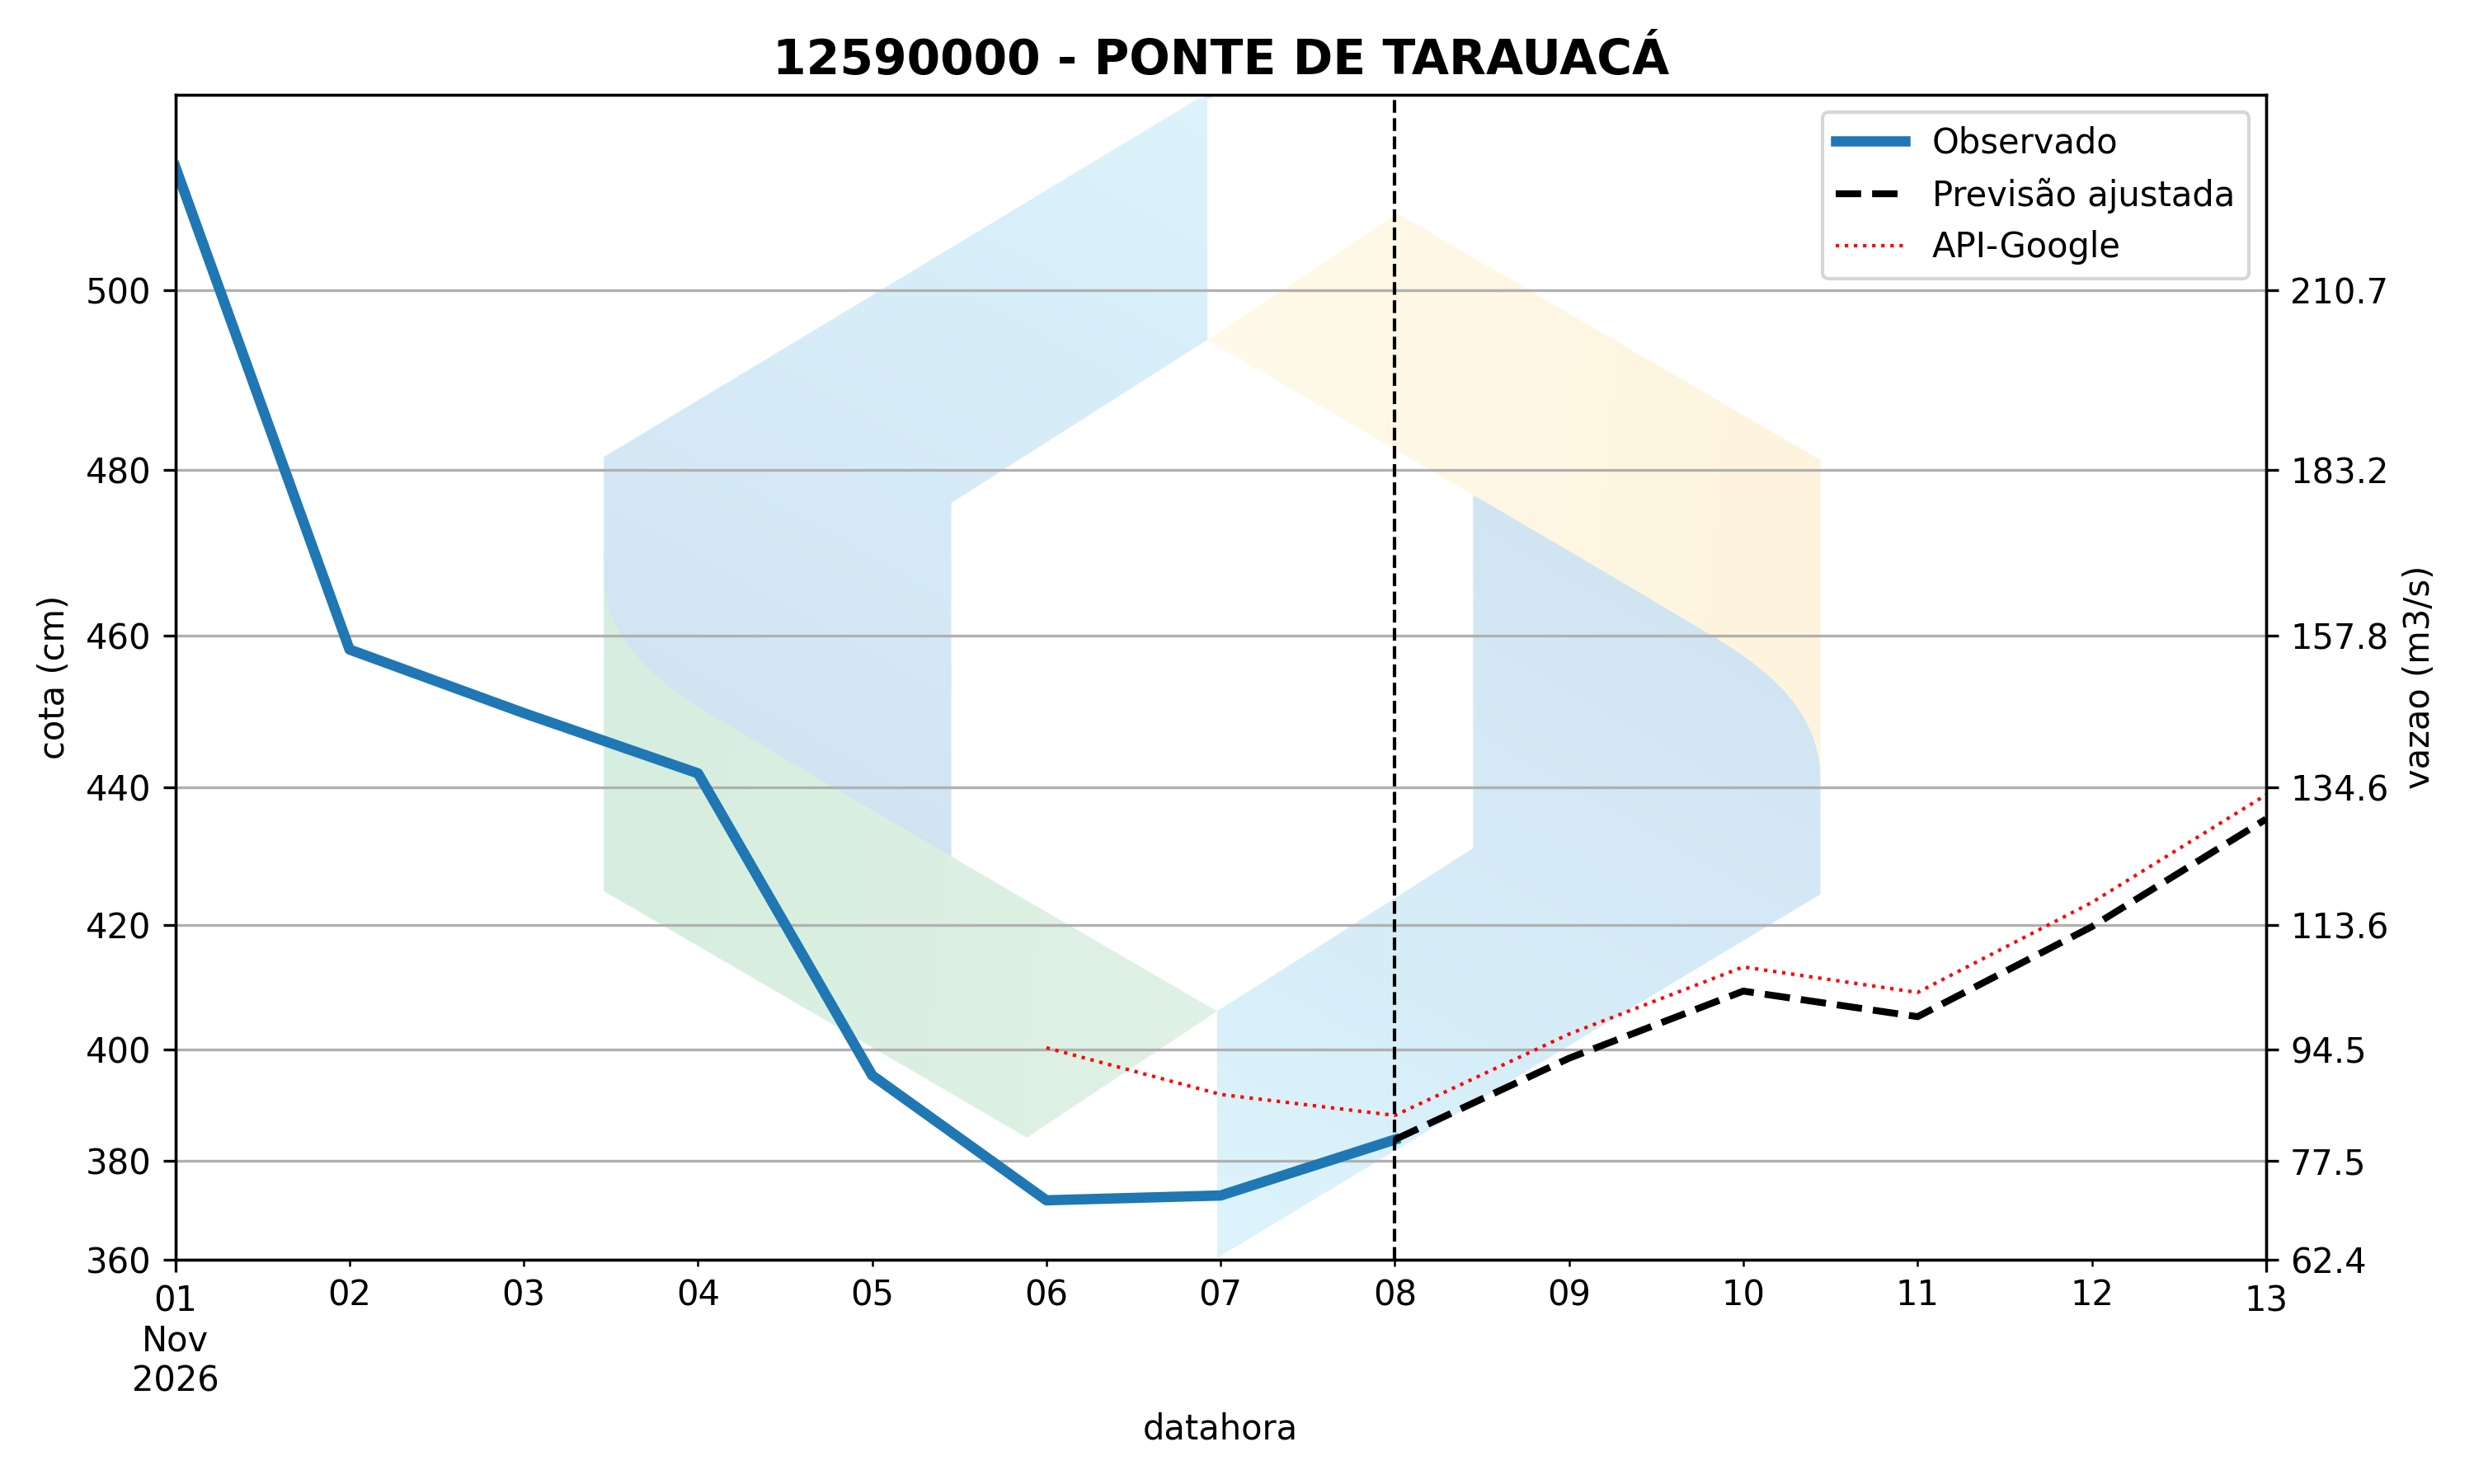 12590000 - PONTE DE TARAUACÁ
Observado
Previsão ajustada
API-Google
500
480
460
440
420
400
380
360
cota (cm)
210.7
183.2
157.8
134.6
113.6
94.5
77.5
62.4
vazao (m3/s)
01 02 03 04 05 06 07 08 09 10 11 12 13
Nov
2026
datahora